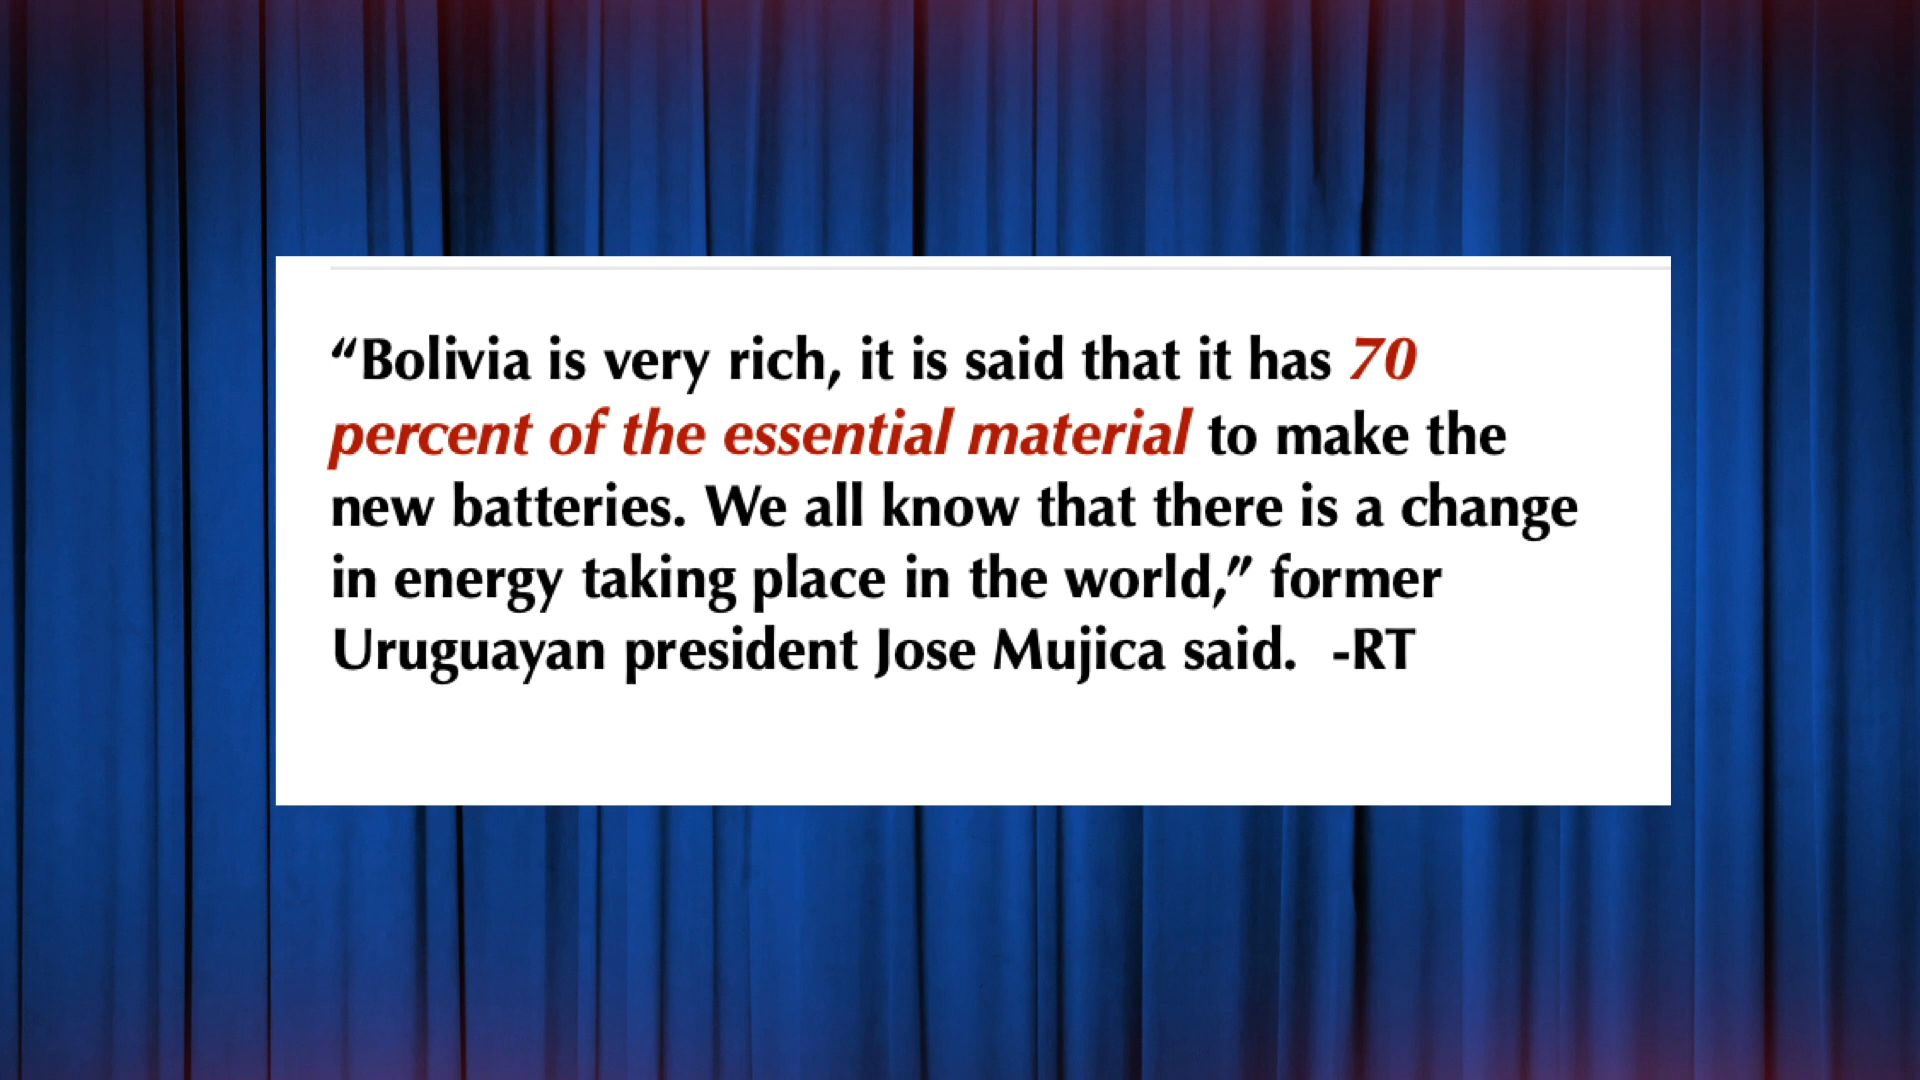 “Bolivia is very rich, it is said that it has 70
percent of the essential material to make the
new batteries. We all know that there is a change
in energy taking place in the world,” former
Uruguayan president Jose Mujica said.  -RT